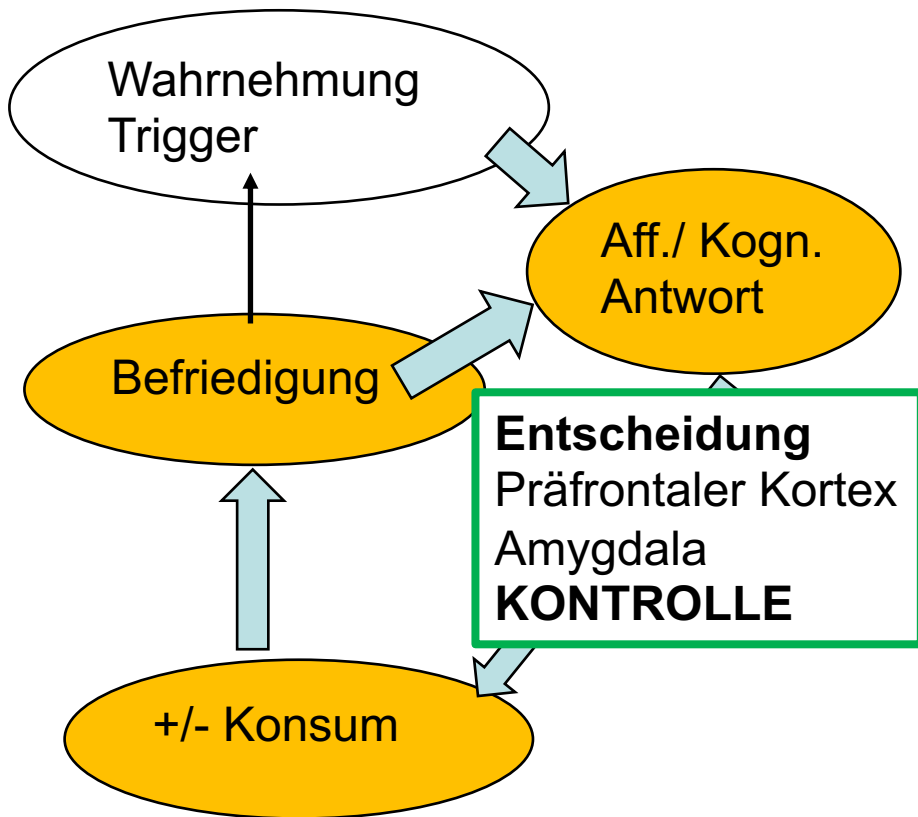 Wahrnehmung
Trigger
Aff./ Kogn.
Antwort
Befriedigung
Entscheidung
Präfrontaler Kortex
Amygdala
KONTROLLE
+/- Konsum